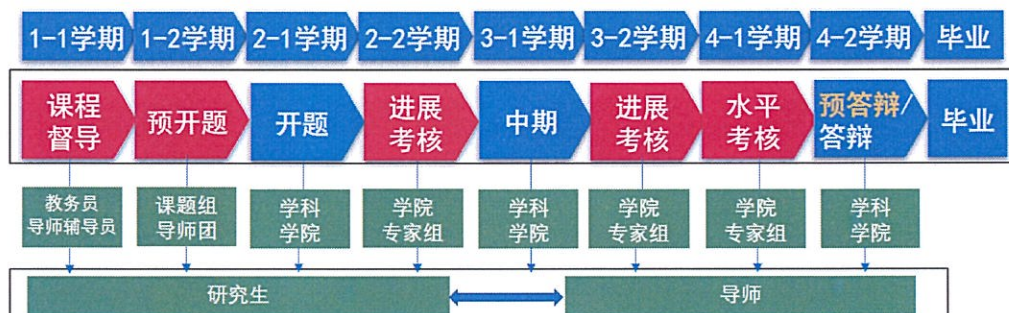 1-1学期 1-2学期 2-1学期 2-2学期 3-1学期 3-2学期 4-1学期 4-2学期 毕业
课程
督导
预开题
开题
进展
考核
中期
进展
考核
水平
考核
预答辩/
答辩
毕业
教务员
导师辅导员
课题组
导师团
学科
学院
学院
专家组
学科
学院
学院
专家组
学院
专家组
学科
学院
研究生
导师